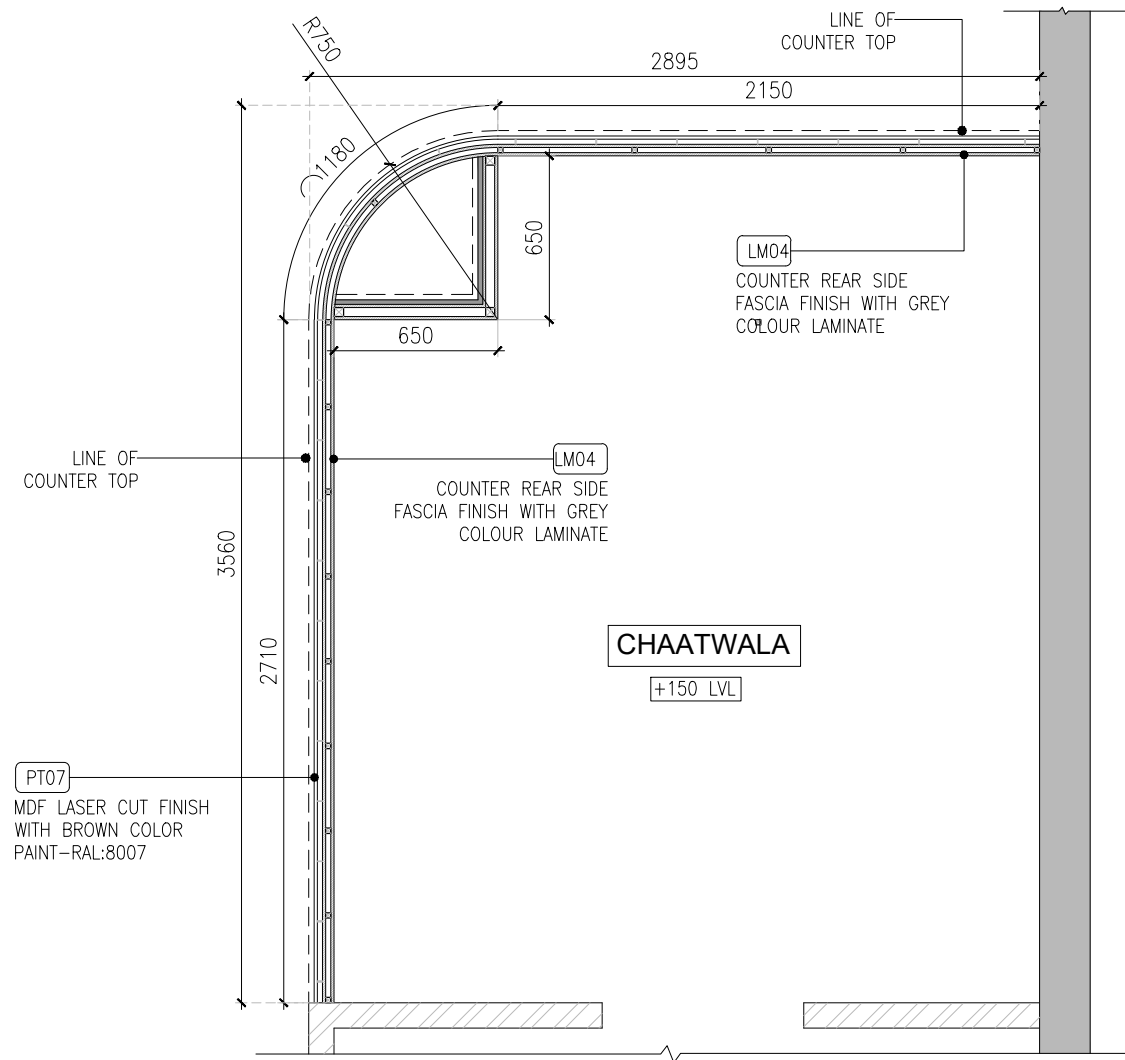 LINE OF
COUNTER TOP
R750
2895
2150
1180
650
650
LM04
COUNTER REAR SIDE
FASCIA FINISH WITH GREY
COLOUR LAMINATE
LINE OF
COUNTER TOP
LM04
COUNTER REAR SIDE
FASCIA FINISH WITH GREY
COLOUR LAMINATE
3560
2710
CHAATWALA
+150 LVL
PT07
MDF LASER CUT FINISH
WITH BROWN COLOR
PAINT-RAL:8007